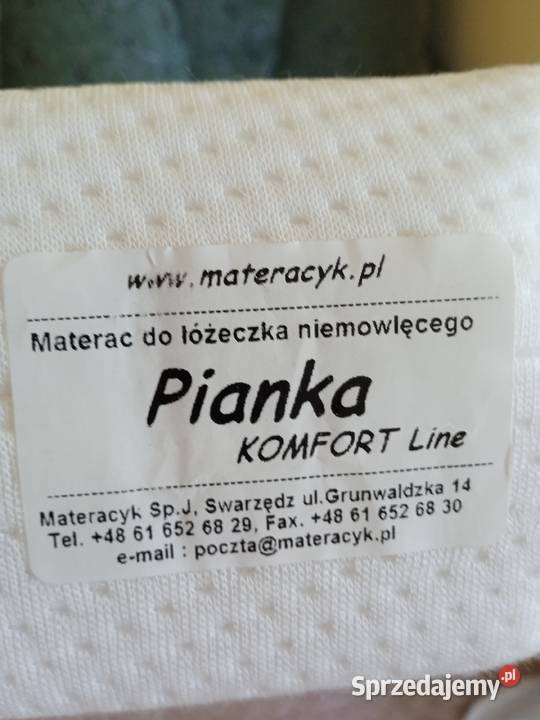 www.materacyk.pl
Materac do łóżeczka niemowlęcego
Pianka
KOMFORT Line
Materacyk Sp.J, Swarzędz ul.Grunwaldzka 14
Tel. +48 61 652 68 29, Fax. +48 61 652 68 30
e-mail : poczta@materacyk.pl
Sprzedajemy.pl